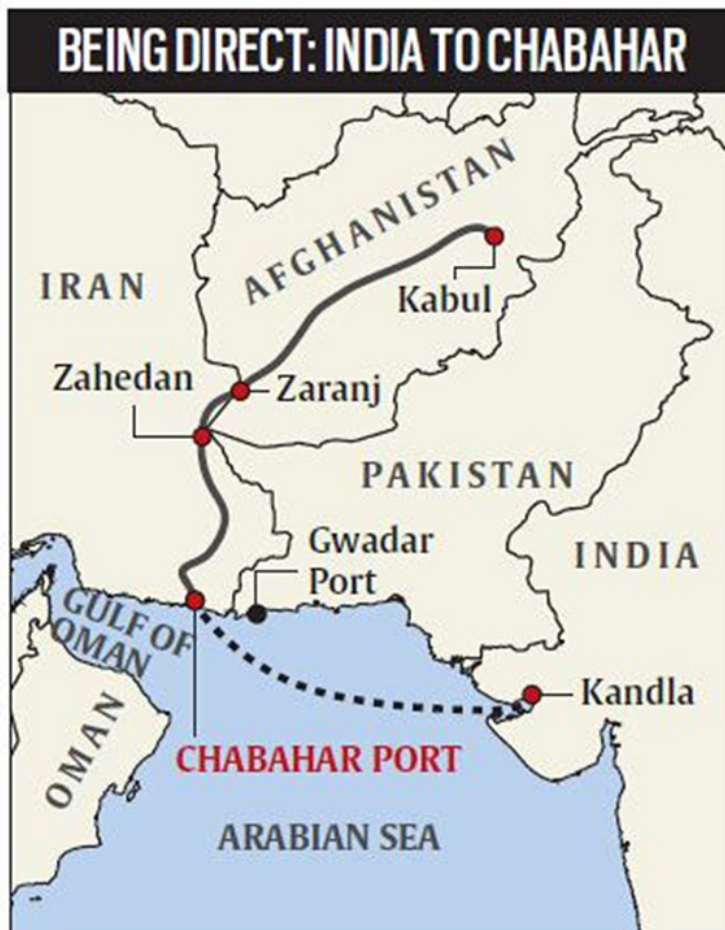 BEING DIRECT: INDIA TO CHABAHAR
AFGHANISTAN
IRAN
Kabul
Zahedan
Zaranj
PAKISTAN
Gwadar
Port
INDIA
GULF OF
OMAN
Kandla
OMAN
CHABAHAR PORT
ARABIAN SEA